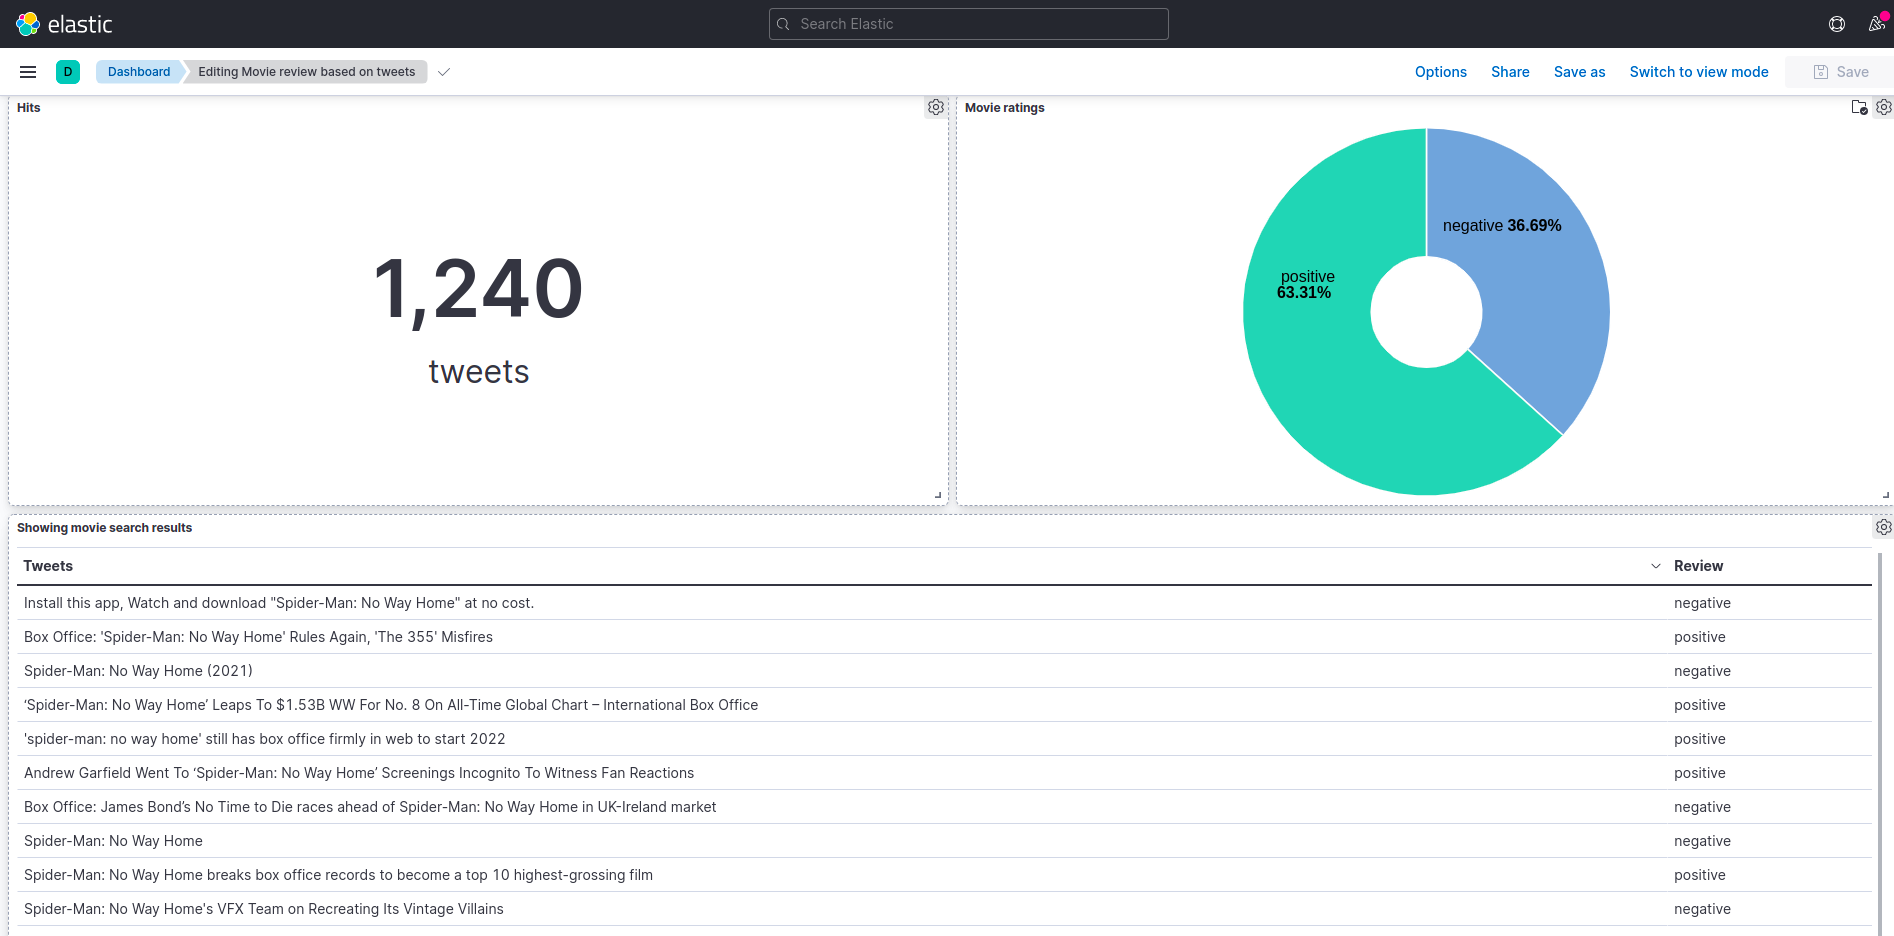 elastic
Search Elastic
D
Dashboard
Editing Movie review based on tweets
Options
Share
Save as
Switch to view mode
Save
Hits
1,240
tweets
Movie ratings
negative 36.69%
positive
63.31%
Showing movie search results
Tweets Review
Install this app, Watch and download "Spider-Man: No Way Home" at no cost. negative
Box Office: 'Spider-Man: No Way Home' Rules Again, 'The 355' Misfires positive
Spider-Man: No Way Home (2021) negative
‘Spider-Man: No Way Home’ Leaps To $1.53B WW For No. 8 On All-Time Global Chart – International Box Office positive
'spider-man: no way home' still has box office firmly in web to start 2022 positive
Andrew Garfield Went To ‘Spider-Man: No Way Home’ Screenings Incognito To Witness Fan Reactions positive
Box Office: James Bond’s No Time to Die races ahead of Spider-Man: No Way Home in UK-Ireland market negative
Spider-Man: No Way Home negative
Spider-Man: No Way Home breaks box office records to become a top 10 highest-grossing film positive
Spider-Man: No Way Home's VFX Team on Recreating Its Vintage Villains negative